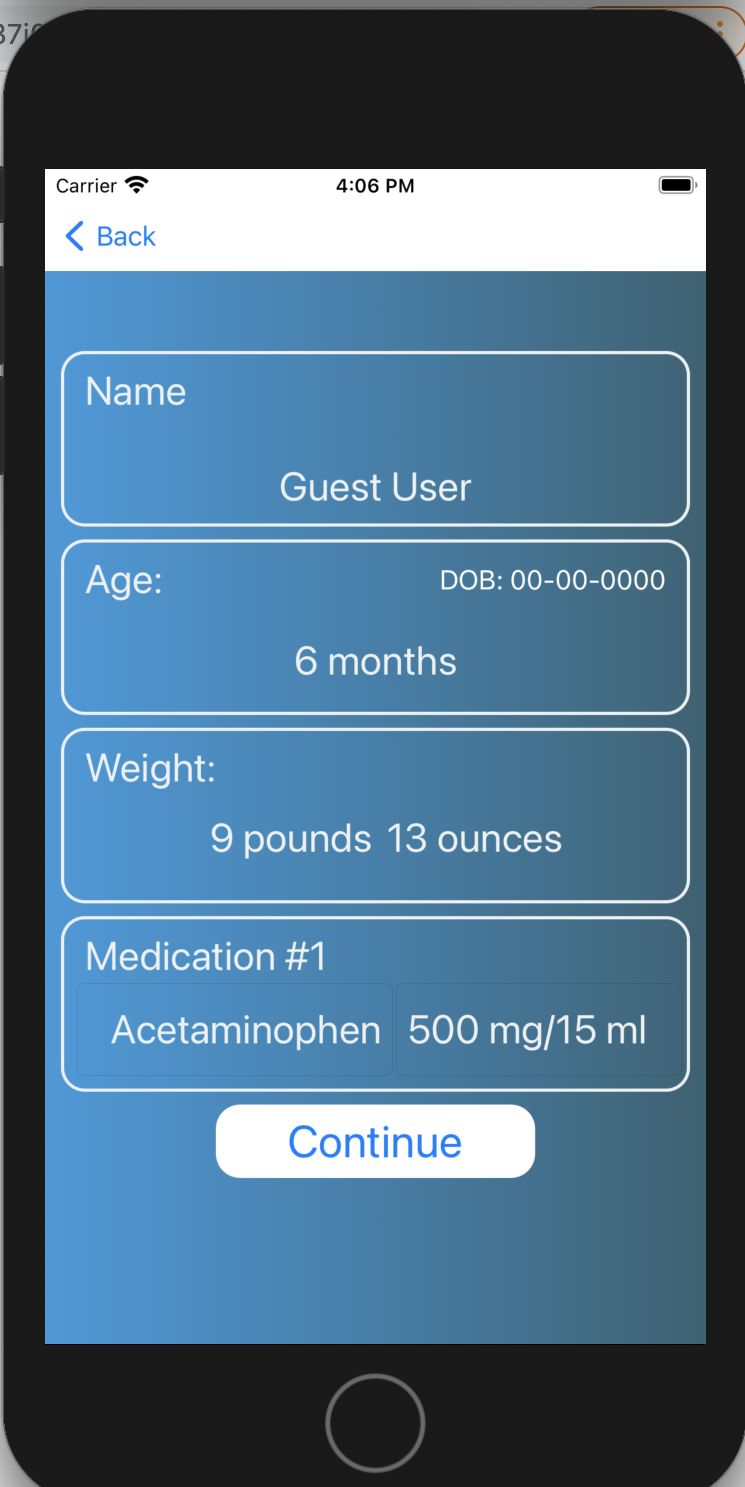 Carrier 4:06 PM
Back
Name
Guest User
Age: DOB: 00-00-0000
6 months
Weight:
9 pounds 13 ounces
Medication #1
Acetaminophen 500 mg/15 ml
Continue